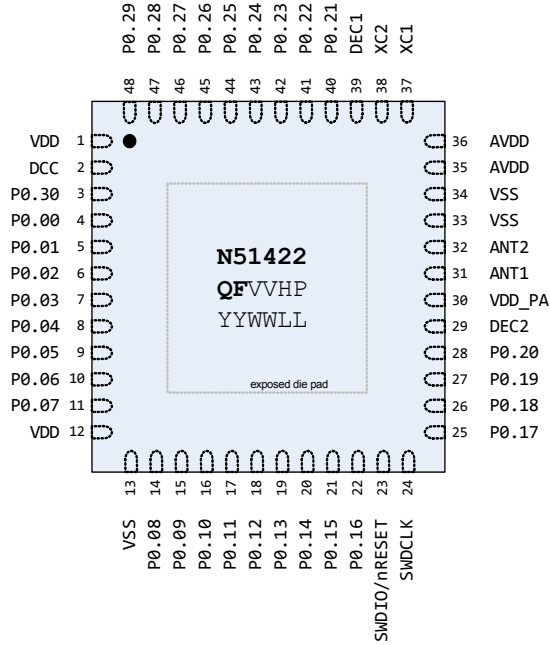 P0.29 P0.28 P0.27 P0.26 P0.25 P0.24 P0.23 P0.22 P0.21 DEC1 XC2 XC1
48 47 46 45 44 43 42 41 40 39 38 37
VDD 1
DCC 2
P0.30 3
P0.00 4
P0.01 5
P0.02 6
P0.03 7
P0.04 8
P0.05 9
P0.06 10
P0.07 11
VDD 12
N51422
QFVVHP
YYWWLL
exposed die pad
36 AVDD
35 AVDD
34 VSS
33 VSS
32 ANT2
31 ANT1
30 VDD_PA
29 DEC2
28 P0.20
27 P0.19
26 P0.18
25 P0.17
13 14 15 16 17 18 19 20 21 22 23 24
VSS P0.08 P0.09 P0.10 P0.11 P0.12 P0.13 P0.14 P0.15 P0.16 SWDIO/nRESET SWDCLK